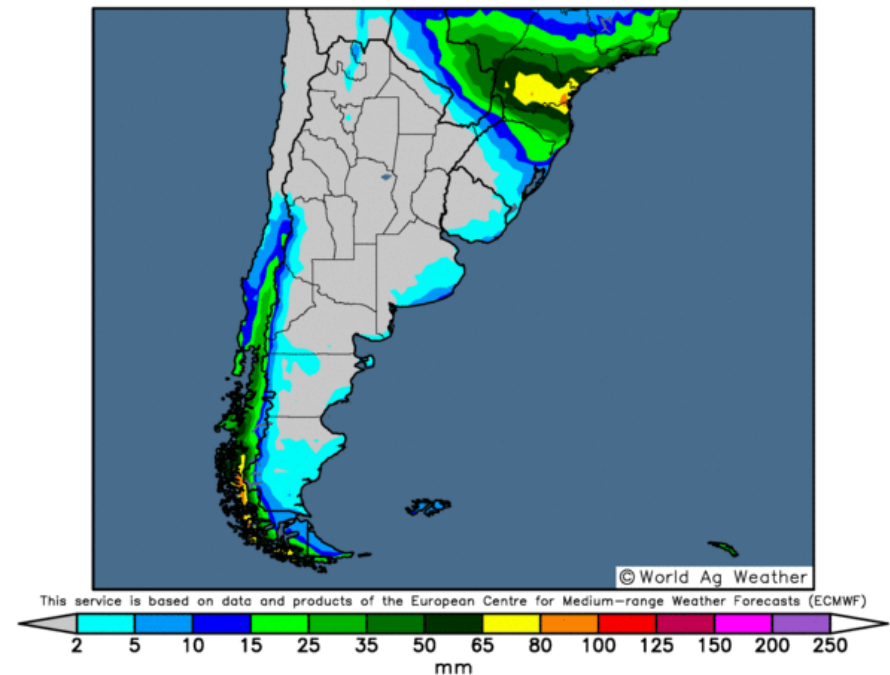 © World Ag Weather
This service is based on data and products of the European Centre for Medium-range Weather Forecasts (ECMWF)
2 5 10 15 25 35 50 65 80 100 125 150 200 250
mm